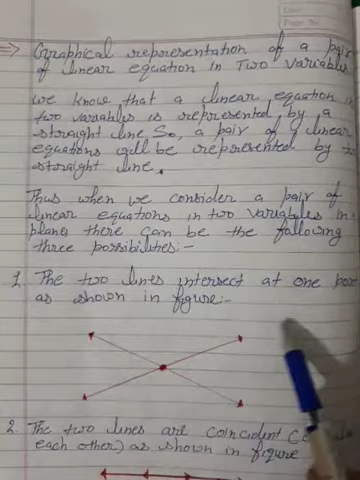 => Graphical representation of a pair
of linear equation in Two Variables
we know that a linear equation in
two variables is represented by a
straight line So, a pair of linear
equations will be represented by two
straight line.
Thus when we consider a pair of
linear equations in two variables in
planes there can be the following
three possibilities:-
1. The two lines intersect at one point
as shown in figure:-
2. The two lines are coincident
each other) as shown in figure